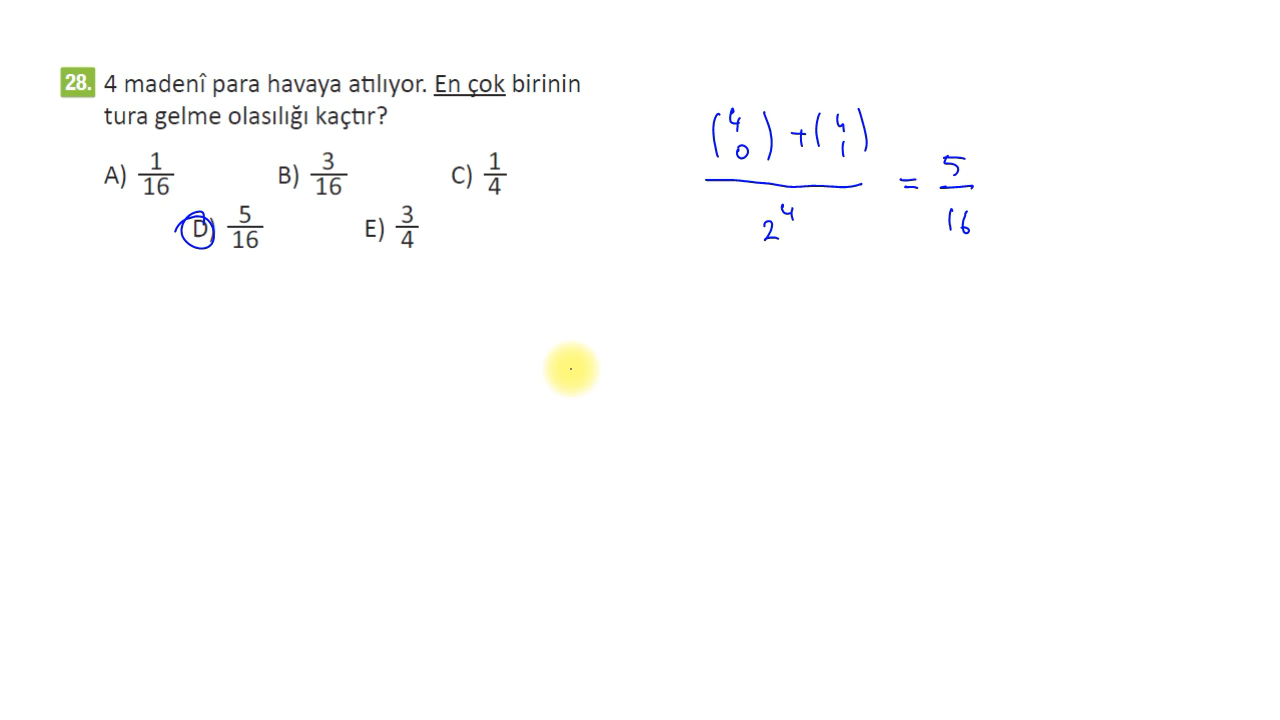 28. 4 madenî para havaya atılıyor. En çok birinin
tura gelme olasılığı kaçtır?
A) 1/16 B) 3/16 C) 1/4
D) 5/16 E) 3/4
(4 0) + (4 1) / 2^4 = 5/16